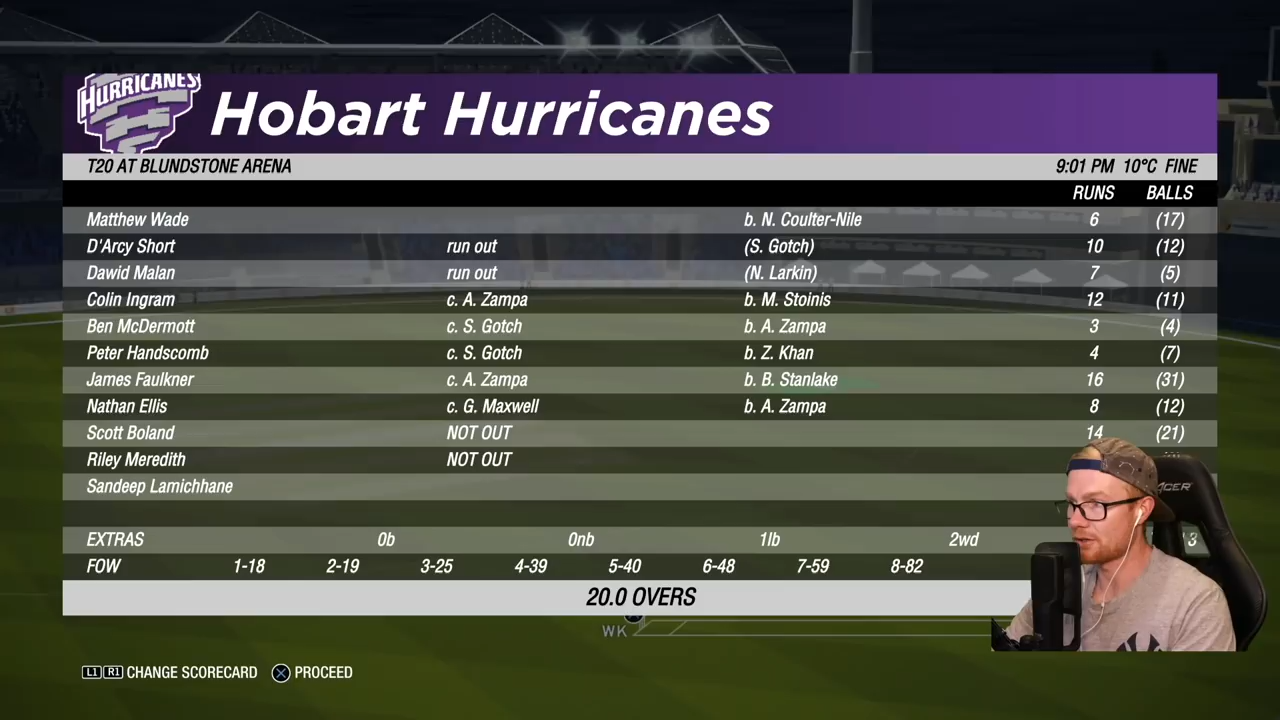 HURRICANES
Hobart Hurricanes
T20 AT BLUNDSTONE ARENA 9:01 PM 10°C FINE
RUNS BALLS
Matthew Wade b. N. Coulter-Nile 6 (17)
D'Arcy Short run out (S. Gotch) 10 (12)
Dawid Malan run out (N. Larkin) 7 (5)
Colin Ingram c. A. Zampa b. M. Stoinis 12 (11)
Ben McDermott c. S. Gotch b. A. Zampa 3 (4)
Peter Handscomb c. S. Gotch b. Z. Khan 4 (7)
James Faulkner c. A. Zampa b. B. Stanlake 16 (31)
Nathan Ellis c. G. Maxwell b. A. Zampa 8 (12)
Scott Boland NOT OUT 14 (21)
Riley Meredith NOT OUT
Sandeep Lamichhane
EXTRAS 0b 0nb 1lb 2wd 3
FOW 1-18 2-19 3-25 4-39 5-40 6-48 7-59 8-82
20.0 OVERS
WK
L1 R1 CHANGE SCORECARD PROCEED